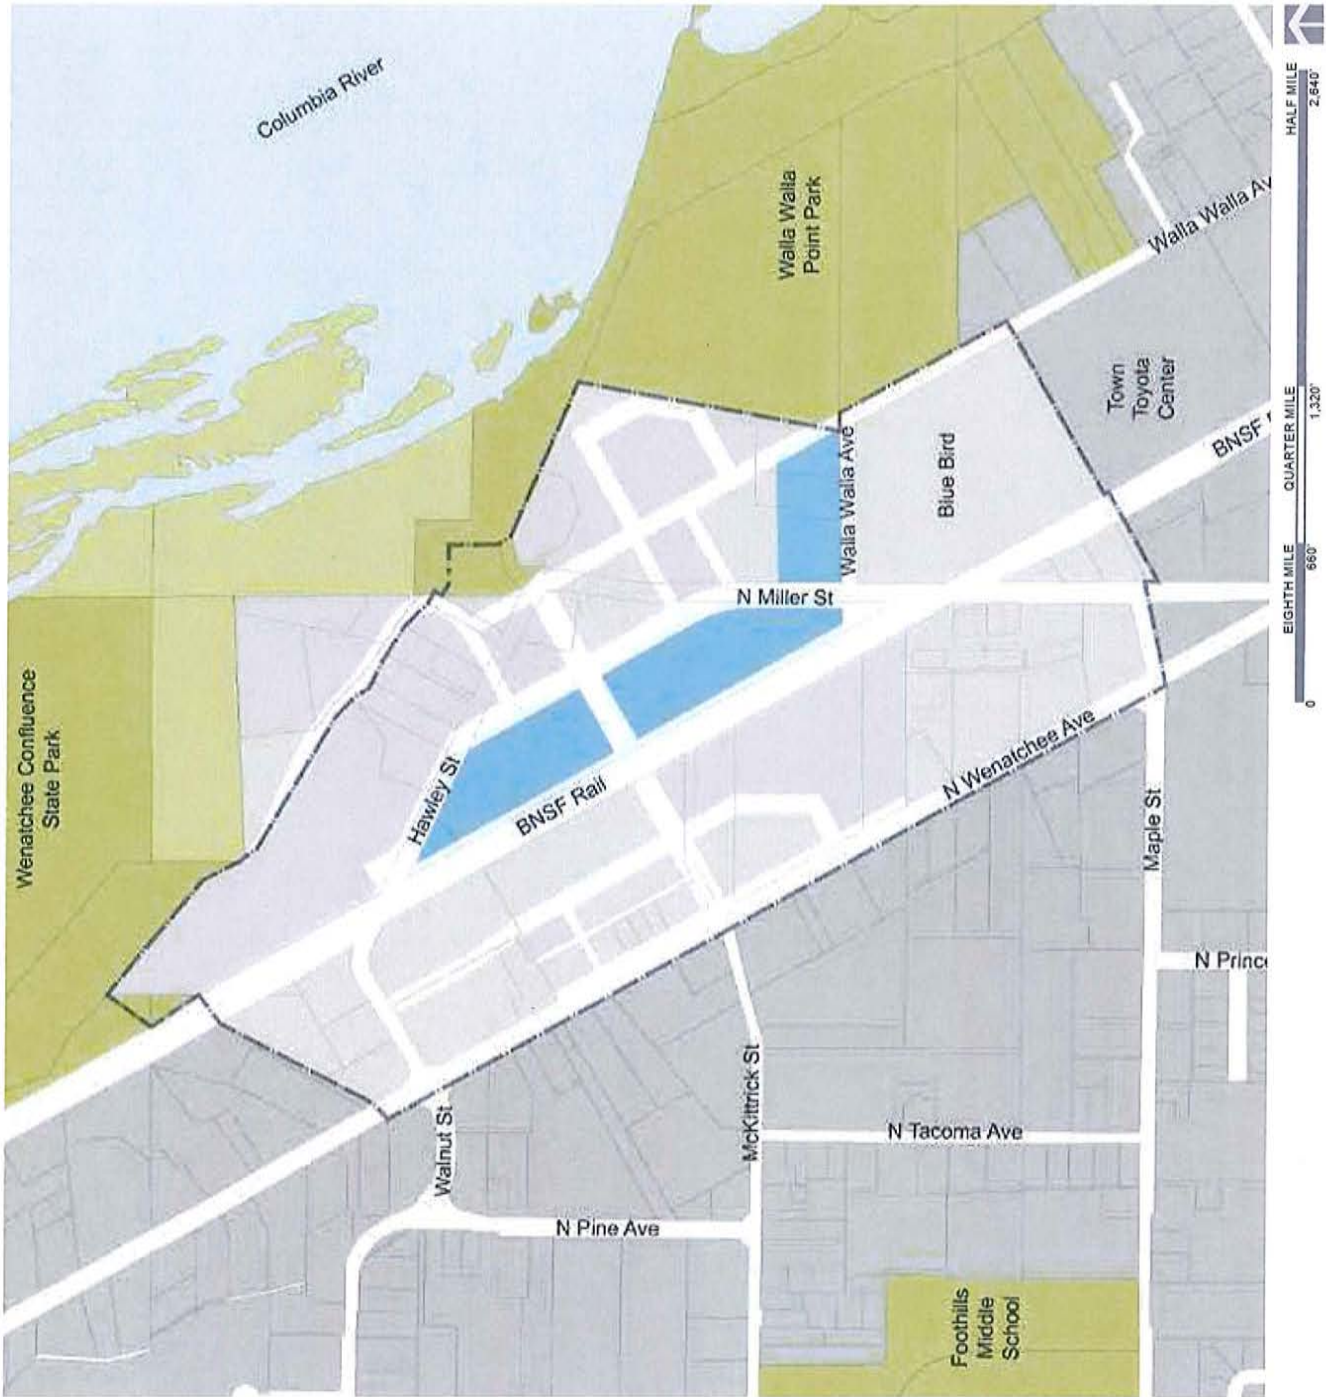 Columbia River
Wenatchee Confluence
State Park
Walla Walla
Point Park
Walla Walla Av
Town
Toyota
Center
BNSF
Walla Walla Ave
Blue Bird
N Miller St
Hawley St
BNSF Rail
N Wenatchee Ave
Maple St
N Prince
McKittrick St
N Tacoma Ave
Walnut St
N Pine Ave
Foothills
Middle
School
EIGHTH MILE
QUARTER MILE
HALF MILE
0
660'
1,320'
2,640'